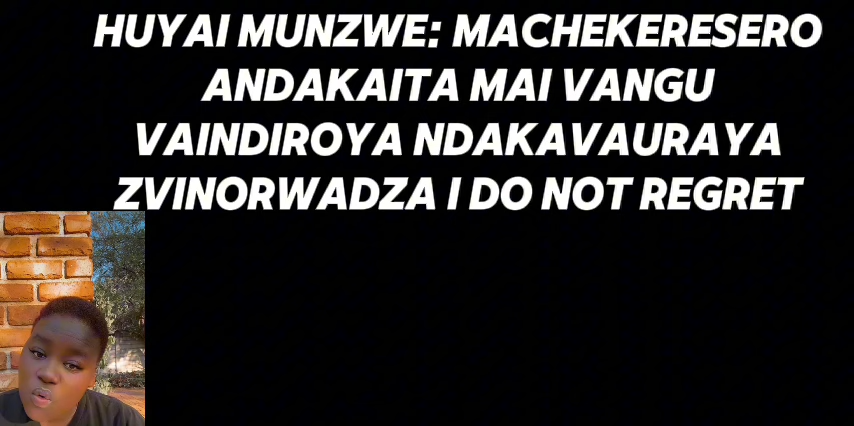 HUYAI MUNZWE: MACHEKERESERO
ANDAKAITA MAI VANGU
VAINDIROYA NDAKAVAURAYA
ZVINORWADZA I DO NOT REGRET